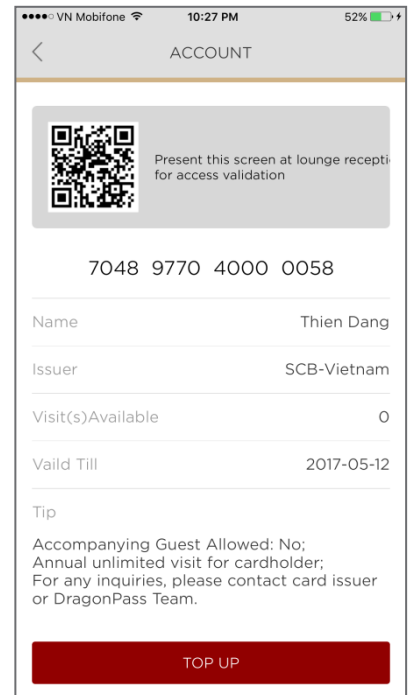 VN Mobifone 10:27 PM 52%
ACCOUNT
Present this screen at lounge recepti
for access validation
7048 9770 4000 0058
Name Thien Dang
Issuer SCB-Vietnam
Visit(s)Available 0
Vaild Till 2017-05-12
Tip
Accompanying Guest Allowed: No;
Annual unlimited visit for cardholder;
For any inquiries, please contact card issuer
or DragonPass Team.
TOP UP